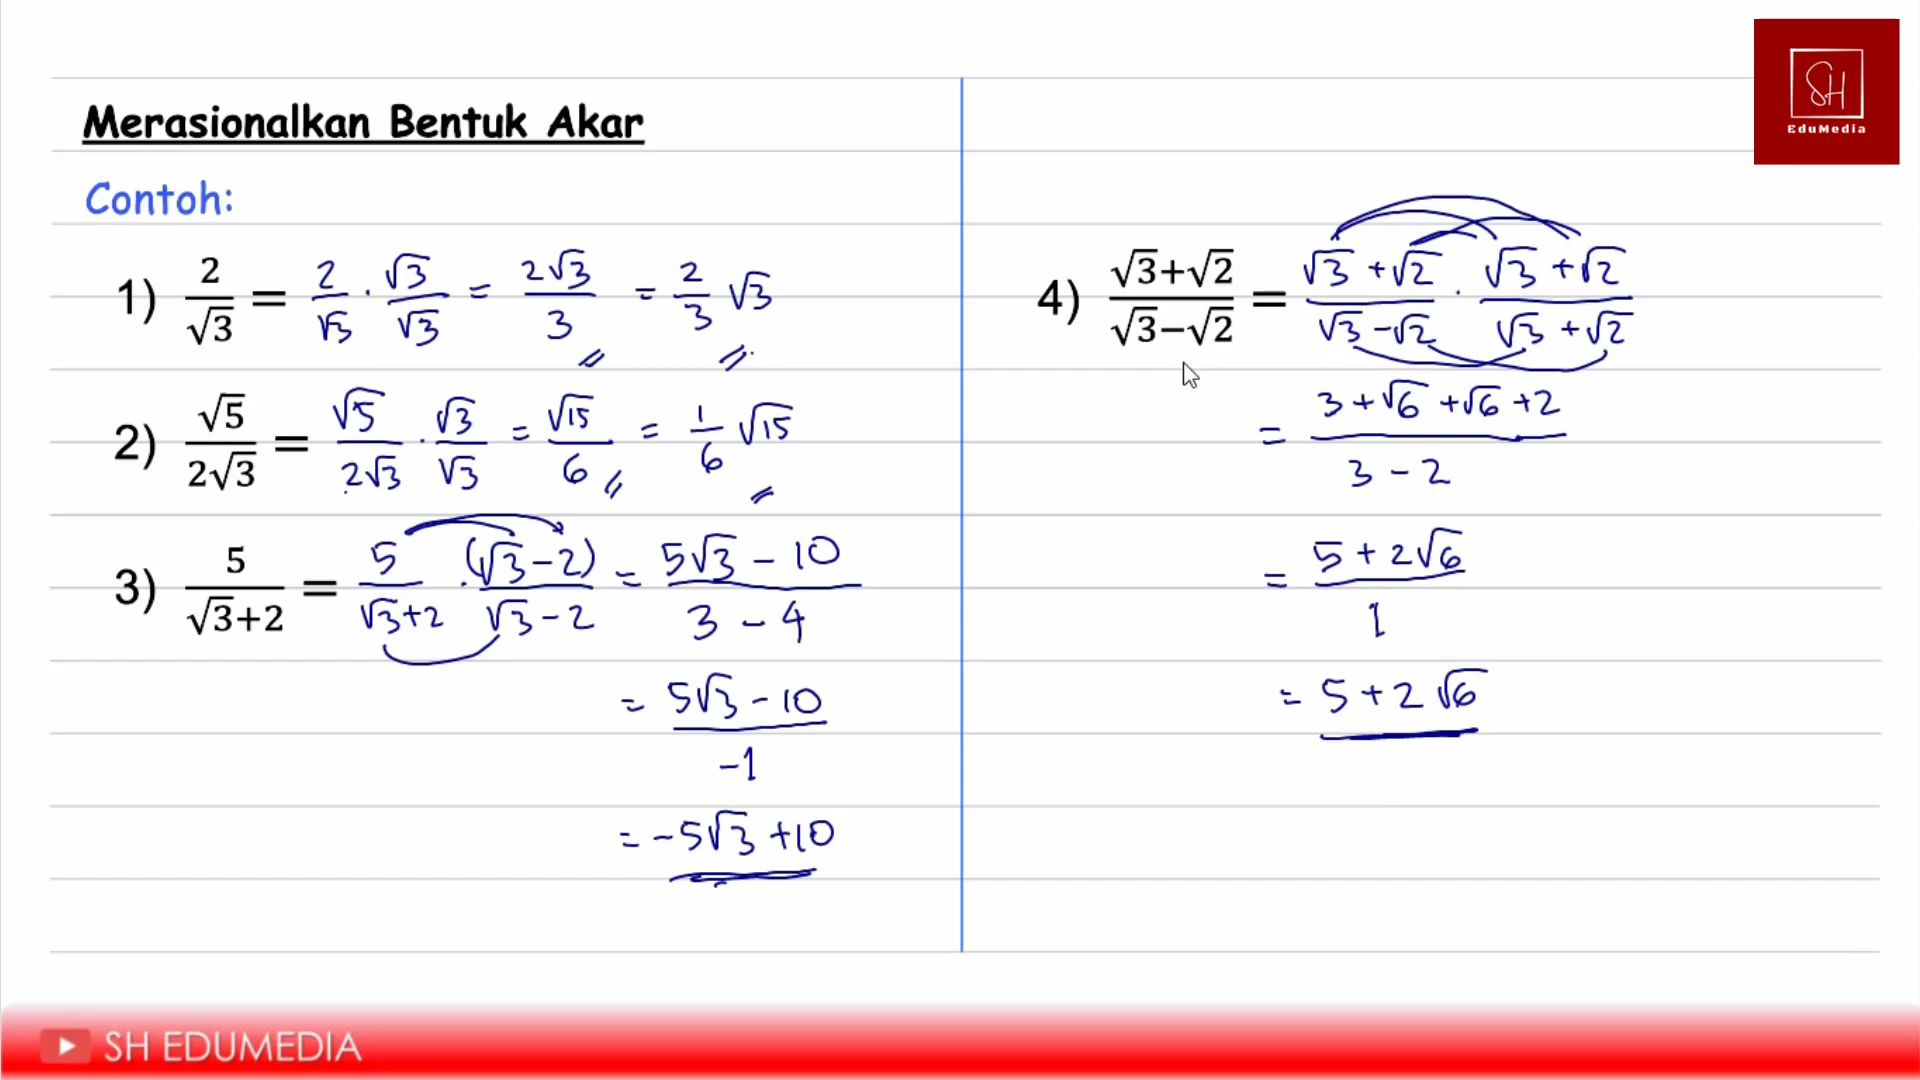 SH
EduMedia
Merasionalkan Bentuk Akar
Contoh:
1) 2/√3 = 2/√3 · √3/√3 = 2√3/3 = 2/3 √3
2) √5/2√3 = √5/2√3 · √3/√3 = √15/6 = 1/6 √15
3) 5/√3+2 = 5/√3+2 · (√3-2)/√3-2 = 5√3-10/3-4
= 5√3-10/-1
= -5√3+10
4) √3+√2/√3−√2 = √3+√2/√3-√2 · √3+√2/√3+√2
= 3+√6+√6+2/3-2
= 5+2√6/1
= 5+2√6
SH EDUMEDIA